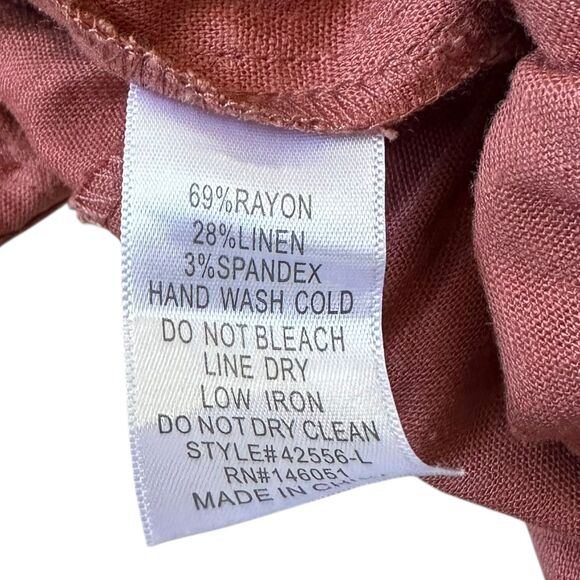 69%RAYON
28%LINEN
3%SPANDEX
HAND WASH COLD
DO NOT BLEACH
LINE DRY
LOW IRON
DO NOT DRY CLEAN
STYLE#42556-L
RN#146051
MADE IN